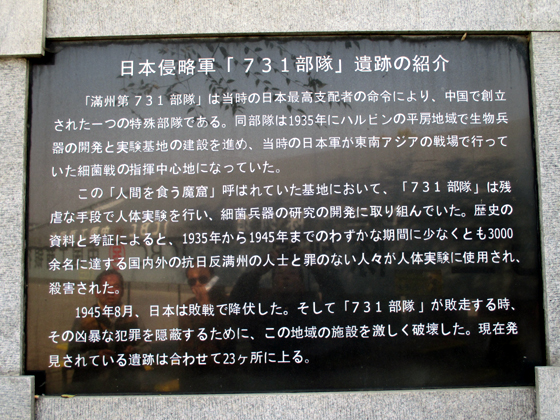 日本侵略軍「７３１部隊」遺跡の紹介
「満州第７３１部隊」は当時の日本最高支配者の命令により、中国で創立
された一つの特殊部隊である。同部隊は1935年にハルビンの平房地域で生物兵
器の開発と実験基地の建設を進め、当時の日本軍が東南アジアの戦場で行って
いた細菌戦の指揮中心地になっていた。
この「人間を食う魔窟」呼ばれていた基地において、「７３１部隊」は残
虐な手段で人体実験を行い、細菌兵器の研究の開発に取り組んでいた。歴史の
資料と考証によると、1935年から1945年までのわずかな期間に少なくとも3000
余名に達する国内外の抗日反満州の人士と罪のない人々が人体実験に使用され、
殺害された。
1945年8月、日本は敗戦で降伏した。そして「７３１部隊」が敗走する時、
その凶暴な犯罪を隠蔽するために、この地域の施設を激しく破壊した。現在発
見されている遺跡は合わせて23ヶ所に上る。